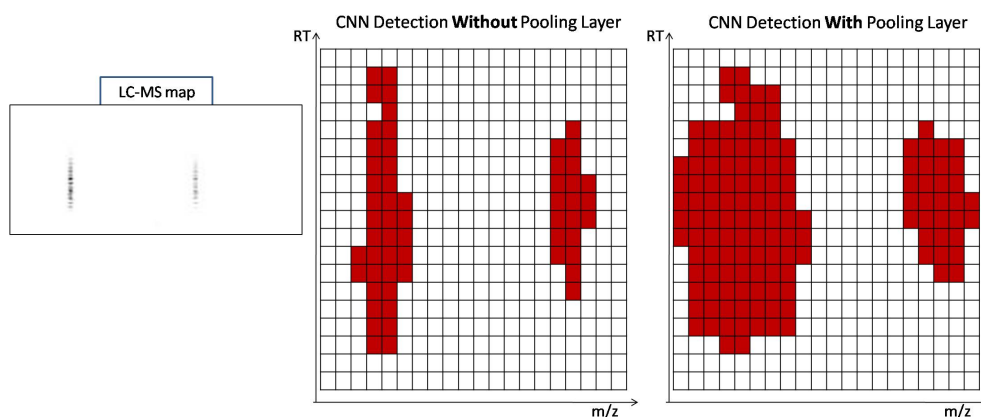 CNN Detection Without Pooling Layer
CNN Detection With Pooling Layer
RT
RT
LC-MS map
m/z
m/z